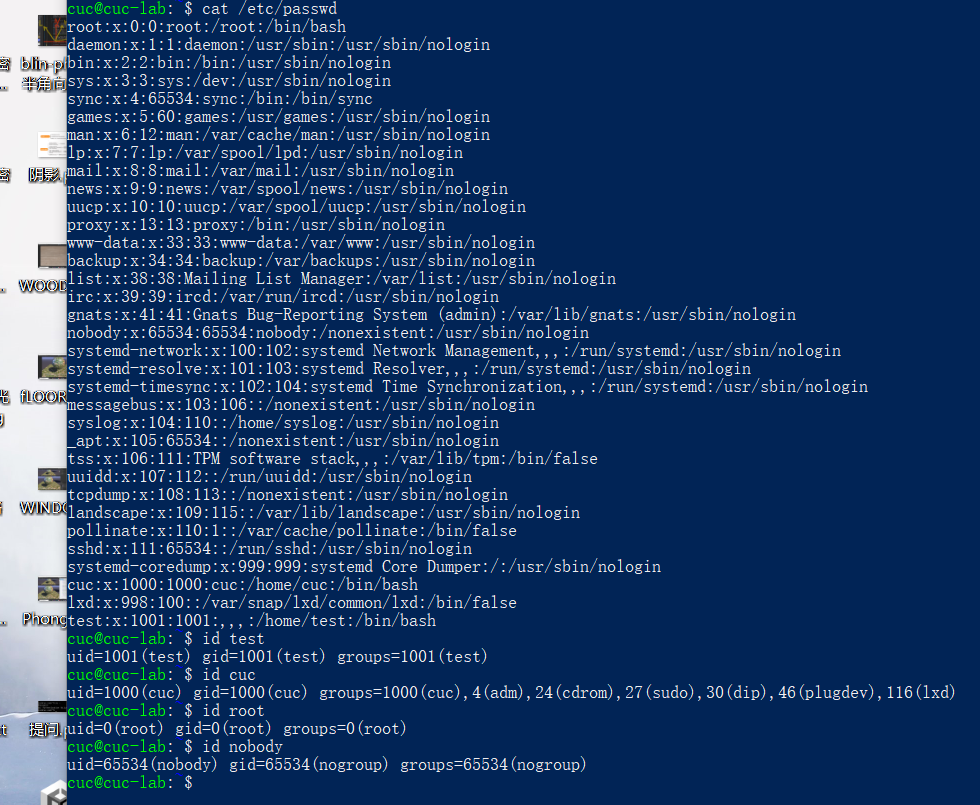 cuc@cuc-lab: $ cat /etc/passwd
root:x:0:0:root:/root:/bin/bash
daemon:x:1:1:daemon:/usr/sbin:/usr/sbin/nologin
bin:x:2:2:bin:/bin:/usr/sbin/nologin
sys:x:3:3:sys:/dev:/usr/sbin/nologin
sync:x:4:65534:sync:/bin:/bin/sync
games:x:5:60:games:/usr/games:/usr/sbin/nologin
man:x:6:12:man:/var/cache/man:/usr/sbin/nologin
lp:x:7:7:lp:/var/spool/lpd:/usr/sbin/nologin
mail:x:8:8:mail:/var/mail:/usr/sbin/nologin
news:x:9:9:news:/var/spool/news:/usr/sbin/nologin
uucp:x:10:10:uucp:/var/spool/uucp:/usr/sbin/nologin
proxy:x:13:13:proxy:/bin:/usr/sbin/nologin
www-data:x:33:33:www-data:/var/www:/usr/sbin/nologin
backup:x:34:34:backup:/var/backups:/usr/sbin/nologin
list:x:38:38:Mailing List Manager:/var/list:/usr/sbin/nologin
irc:x:39:39:ircd:/var/run/ircd:/usr/sbin/nologin
gnats:x:41:41:Gnats Bug-Reporting System (admin):/var/lib/gnats:/usr/sbin/nologin
nobody:x:65534:65534:nobody:/nonexistent:/usr/sbin/nologin
systemd-network:x:100:102:systemd Network Management,,,:/run/systemd:/usr/sbin/nologin
systemd-resolve:x:101:103:systemd Resolver,,,:/run/systemd:/usr/sbin/nologin
systemd-timesync:x:102:104:systemd Time Synchronization,,,:/run/systemd:/usr/sbin/nologin
messagebus:x:103:106::/nonexistent:/usr/sbin/nologin
syslog:x:104:110::/home/syslog:/usr/sbin/nologin
_apt:x:105:65534::/nonexistent:/usr/sbin/nologin
tss:x:106:111:TPM software stack,,,:/var/lib/tpm:/bin/false
uuidd:x:107:112::/run/uuidd:/usr/sbin/nologin
tcpdump:x:108:113::/nonexistent:/usr/sbin/nologin
landscape:x:109:115::/var/lib/landscape:/usr/sbin/nologin
pollinate:x:110:1::/var/cache/pollinate:/bin/false
sshd:x:111:65534::/run/sshd:/usr/sbin/nologin
systemd-coredump:x:999:999:systemd Core Dumper:/:/usr/sbin/nologin
cuc:x:1000:1000:cuc:/home/cuc:/bin/bash
lxd:x:998:100::/var/snap/lxd/common/lxd:/bin/false
test:x:1001:1001:,,,:/home/test:/bin/bash
cuc@cuc-lab: $ id test
uid=1001(test) gid=1001(test) groups=1001(test)
cuc@cuc-lab: $ id cuc
uid=1000(cuc) gid=1000(cuc) groups=1000(cuc),4(adm),24(cdrom),27(sudo),30(dip),46(plugdev),116(lxd)
cuc@cuc-lab: $ id root
uid=0(root) gid=0(root) groups=0(root)
cuc@cuc-lab: $ id nobody
uid=65534(nobody) gid=65534(nogroup) groups=65534(nogroup)
cuc@cuc-lab: $
blin-p
半角向
阴影
WOOD
fLOOR
WINDO
Phong
提问